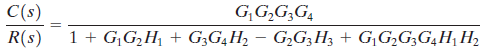 C(s)/R(s) = G₁G₂G₃G₄ / 1 + G₁G₂H₁ + G₃G₄H₂ − G₂G₃H₃ + G₁G₂G₃G₄H₁H₂